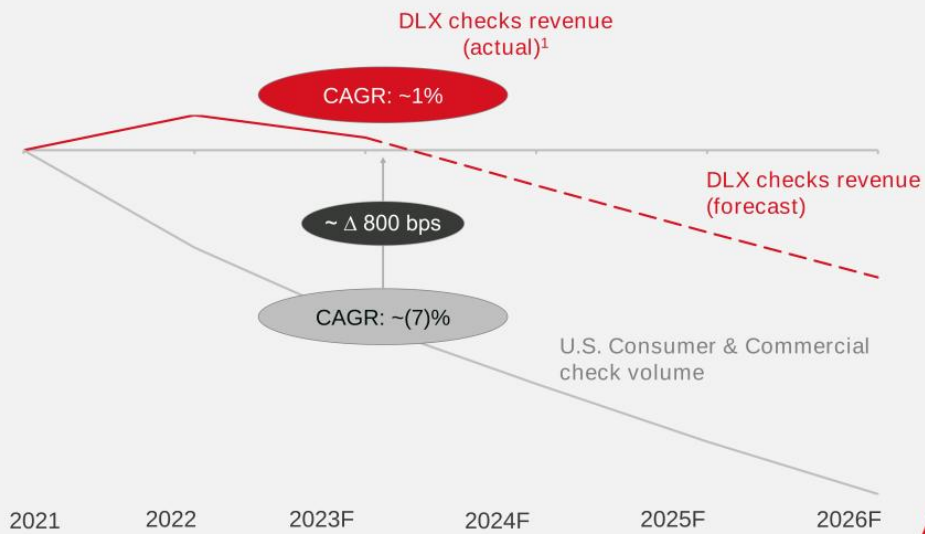 DLX checks revenue
(actual)¹
CAGR: ~1%
DLX checks revenue
(forecast)
~ Δ 800 bps
CAGR: ~(7)%
U.S. Consumer & Commercial
check volume
2021 2022 2023F 2024F 2025F 2026F